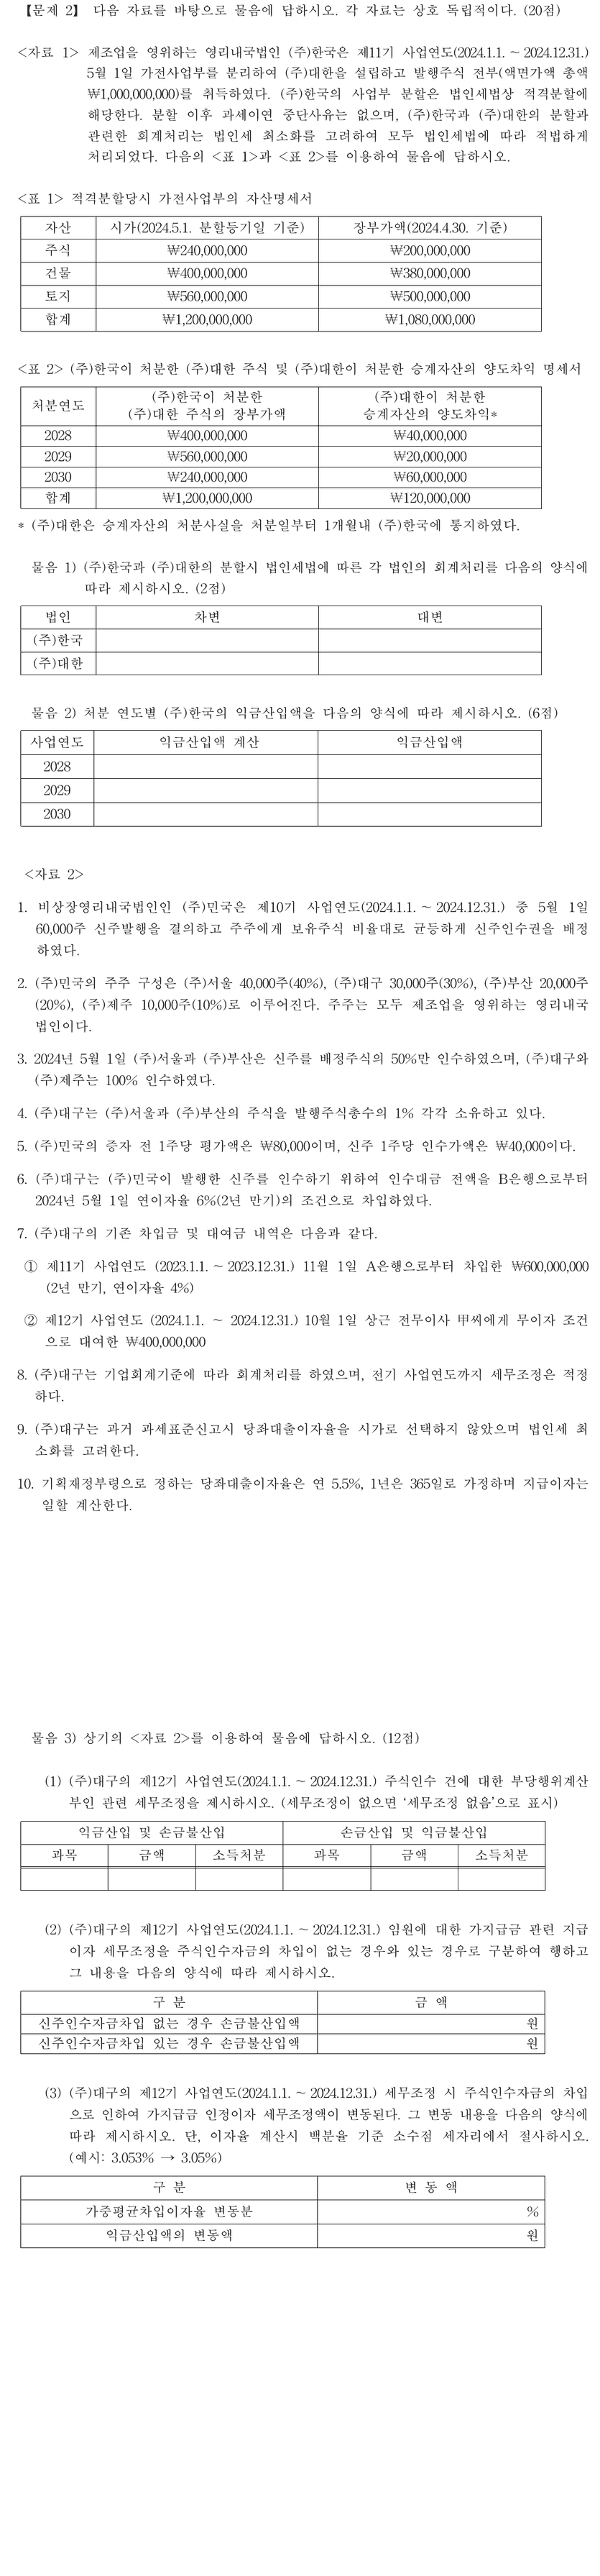 【문제 2】 다음 자료를 바탕으로 물음에 답하시오. 각 자료는 상호 독립적이다. (20점)
<자료 1> 제조업을 영위하는 영리내국법인 (주)한국은 제11기 사업연도(2024.1.1. ~ 2024.12.31.)
5월 1일 가전사업부를 분리하여 (주)대한을 설립하고 발행주식 전부(액면가액 총액
₩1,000,000,000)를 취득하였다. (주)한국의 사업부 분할은 법인세법상 적격분할에
해당한다. 분할 이후 과세이연 중단사유는 없으며, (주)한국과 (주)대한의 분할과
관련한 회계처리는 법인세 최소화를 고려하여 모두 법인세법에 따라 적법하게
처리되었다. 다음의 <표 1>과 <표 2>를 이용하여 물음에 답하시오.
<표 1> 적격분할당시 가전사업부의 자산명세서
자산 시가(2024.5.1. 분할등기일 기준) 장부가액(2024.4.30. 기준)
주식 ₩240,000,000 ₩200,000,000
건물 ₩400,000,000 ₩380,000,000
토지 ₩560,000,000 ₩500,000,000
합계 ₩1,200,000,000 ₩1,080,000,000
<표 2> (주)한국이 처분한 (주)대한 주식 및 (주)대한이 처분한 승계자산의 양도차익 명세서
처분연도 (주)한국이 처분한 (주)대한 주식의 장부가액 (주)대한이 처분한 승계자산의 양도차익*
2028 ₩400,000,000 ₩40,000,000
2029 ₩560,000,000 ₩20,000,000
2030 ₩240,000,000 ₩60,000,000
합계 ₩1,200,000,000 ₩120,000,000
* (주)대한은 승계자산의 처분사실을 처분일부터 1개월내 (주)한국에 통지하였다.
물음 1) (주)한국과 (주)대한의 분할시 법인세법에 따른 각 법인의 회계처리를 다음의 양식에
따라 제시하시오. (2점)
법인 차변 대변
(주)한국
(주)대한
물음 2) 처분 연도별 (주)한국의 익금산입액을 다음의 양식에 따라 제시하시오. (6점)
사업연도 익금산입액 계산 익금산입액
2028
2029
2030
<자료 2>
1. 비상장영리내국법인인 (주)민국은 제10기 사업연도(2024.1.1. ~ 2024.12.31.) 중 5월 1일
60,000주 신주발행을 결의하고 주주에게 보유주식 비율대로 균등하게 신주인수권을 배정
하였다.
2. (주)민국의 주주 구성은 (주)서울 40,000주(40%), (주)대구 30,000주(30%), (주)부산 20,000주
(20%), (주)제주 10,000주(10%)로 이루어진다. 주주는 모두 제조업을 영위하는 영리내국
법인이다.
3. 2024년 5월 1일 (주)서울과 (주)부산은 신주를 배정주식의 50%만 인수하였으며, (주)대구와
(주)제주는 100% 인수하였다.
4. (주)대구는 (주)서울과 (주)부산의 주식을 발행주식총수의 1% 각각 소유하고 있다.
5. (주)민국의 증자 전 1주당 평가액은 ₩80,000이며, 신주 1주당 인수가액은 ₩40,000이다.
6. (주)대구는 (주)민국이 발행한 신주를 인수하기 위하여 인수대금 전액을 B은행으로부터
2024년 5월 1일 연이자율 6%(2년 만기)의 조건으로 차입하였다.
7. (주)대구의 기존 차입금 및 대여금 내역은 다음과 같다.
① 제11기 사업연도 (2023.1.1. ~ 2023.12.31.) 11월 1일 A은행으로부터 차입한 ₩600,000,000
(2년 만기, 연이자율 4%)
② 제12기 사업연도 (2024.1.1. ~ 2024.12.31.) 10월 1일 상근 전무이사 甲씨에게 무이자 조건
으로 대여한 ₩400,000,000
8. (주)대구는 기업회계기준에 따라 회계처리를 하였으며, 전기 사업연도까지 세무조정은 적정
하다.
9. (주)대구는 과거 과세표준신고시 당좌대출이자율을 시가로 선택하지 않았으며 법인세 최
소화를 고려한다.
10. 기획재정부령으로 정하는 당좌대출이자율은 연 5.5%, 1년은 365일로 가정하며 지급이자는
일할 계산한다.
물음 3) 상기의 <자료 2>를 이용하여 물음에 답하시오. (12점)
(1) (주)대구의 제12기 사업연도(2024.1.1. ~ 2024.12.31.) 주식인수 건에 대한 부당행위계산
부인 관련 세무조정을 제시하시오. (세무조정이 없으면 '세무조정 없음'으로 표시)
익금산입 및 손금불산입 손금산입 및 익금불산입
과목 금액 소득처분 과목 금액 소득처분
(2) (주)대구의 제12기 사업연도(2024.1.1. ~ 2024.12.31.) 임원에 대한 가지급금 관련 지급
이자 세무조정을 주식인수자금의 차입이 없는 경우와 있는 경우로 구분하여 행하고
그 내용을 다음의 양식에 따라 제시하시오.
구 분 금 액
신주인수자금차입 없는 경우 손금불산입액 원
신주인수자금차입 있는 경우 손금불산입액 원
(3) (주)대구의 제12기 사업연도(2024.1.1. ~ 2024.12.31.) 세무조정 시 주식인수자금의 차입
으로 인하여 가지급금 인정이자 세무조정액이 변동된다. 그 변동 내용을 다음의 양식에
따라 제시하시오. 단, 이자율 계산시 백분율 기준 소수점 세자리에서 절사하시오.
(예시: 3.053% → 3.05%)
구 분 변 동 액
가중평균차입이자율 변동분 %
익금산입액의 변동액 원